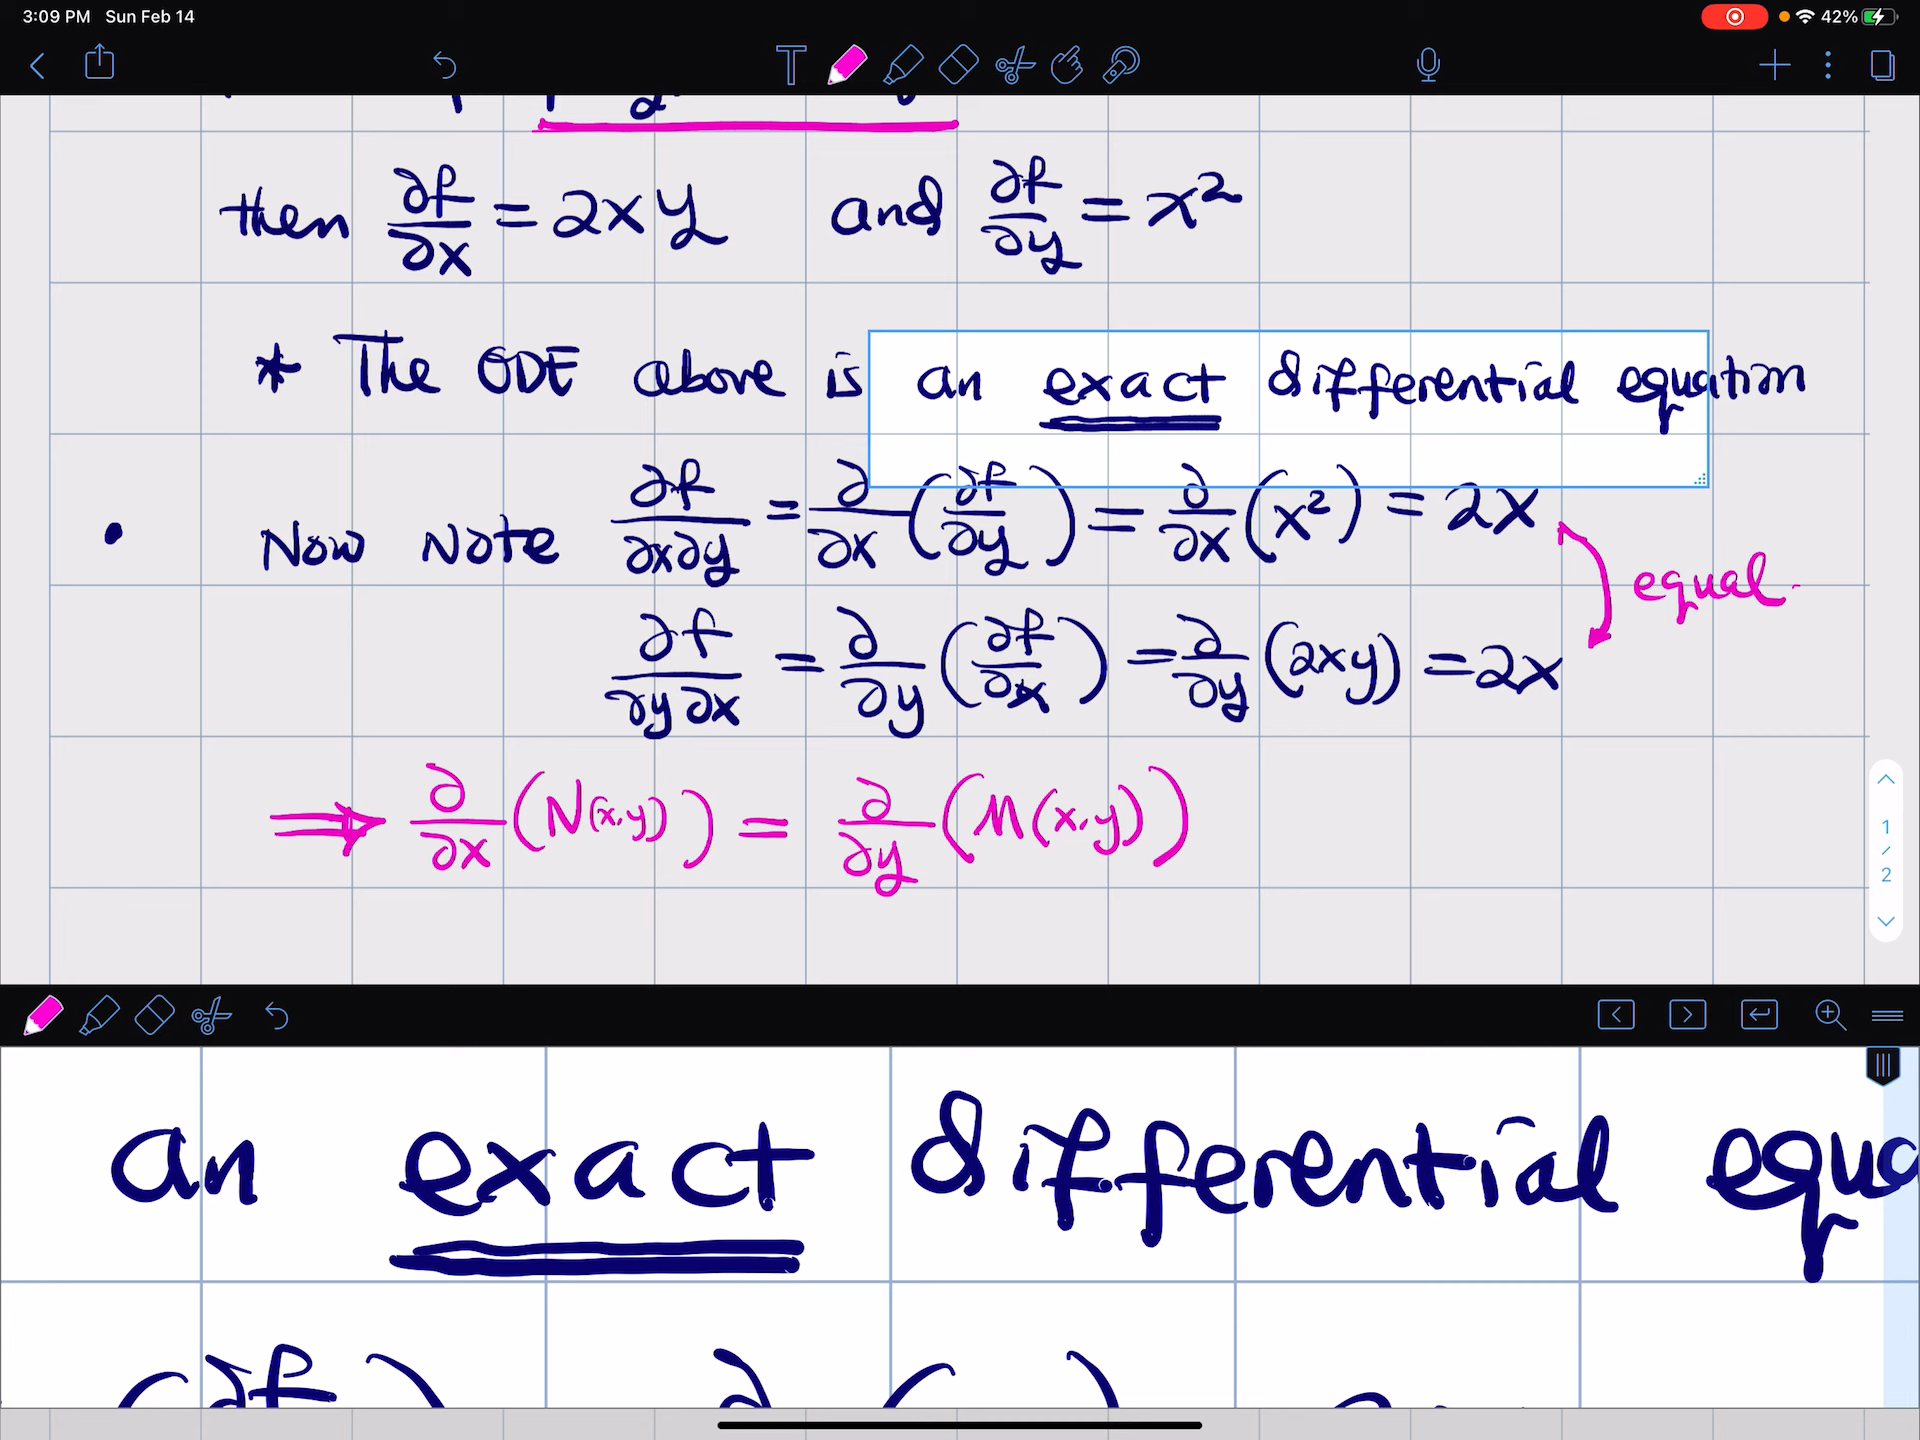 3:09 PM Sun Feb 14 42%
then ∂f/∂x = 2xy and ∂f/∂y = x²
* The ODE above is an exact differential equation
• Now Note ∂f/∂x∂y = ∂/∂x (∂f/∂y) = ∂/∂x (x²) = 2x
equal.
∂f/∂y∂x = ∂/∂y (∂f/∂x) = ∂/∂y (2xy) = 2x
⟹ ∂/∂x (N(x,y)) = ∂/∂y (M(x,y))
1 / 2
an exact differential equa